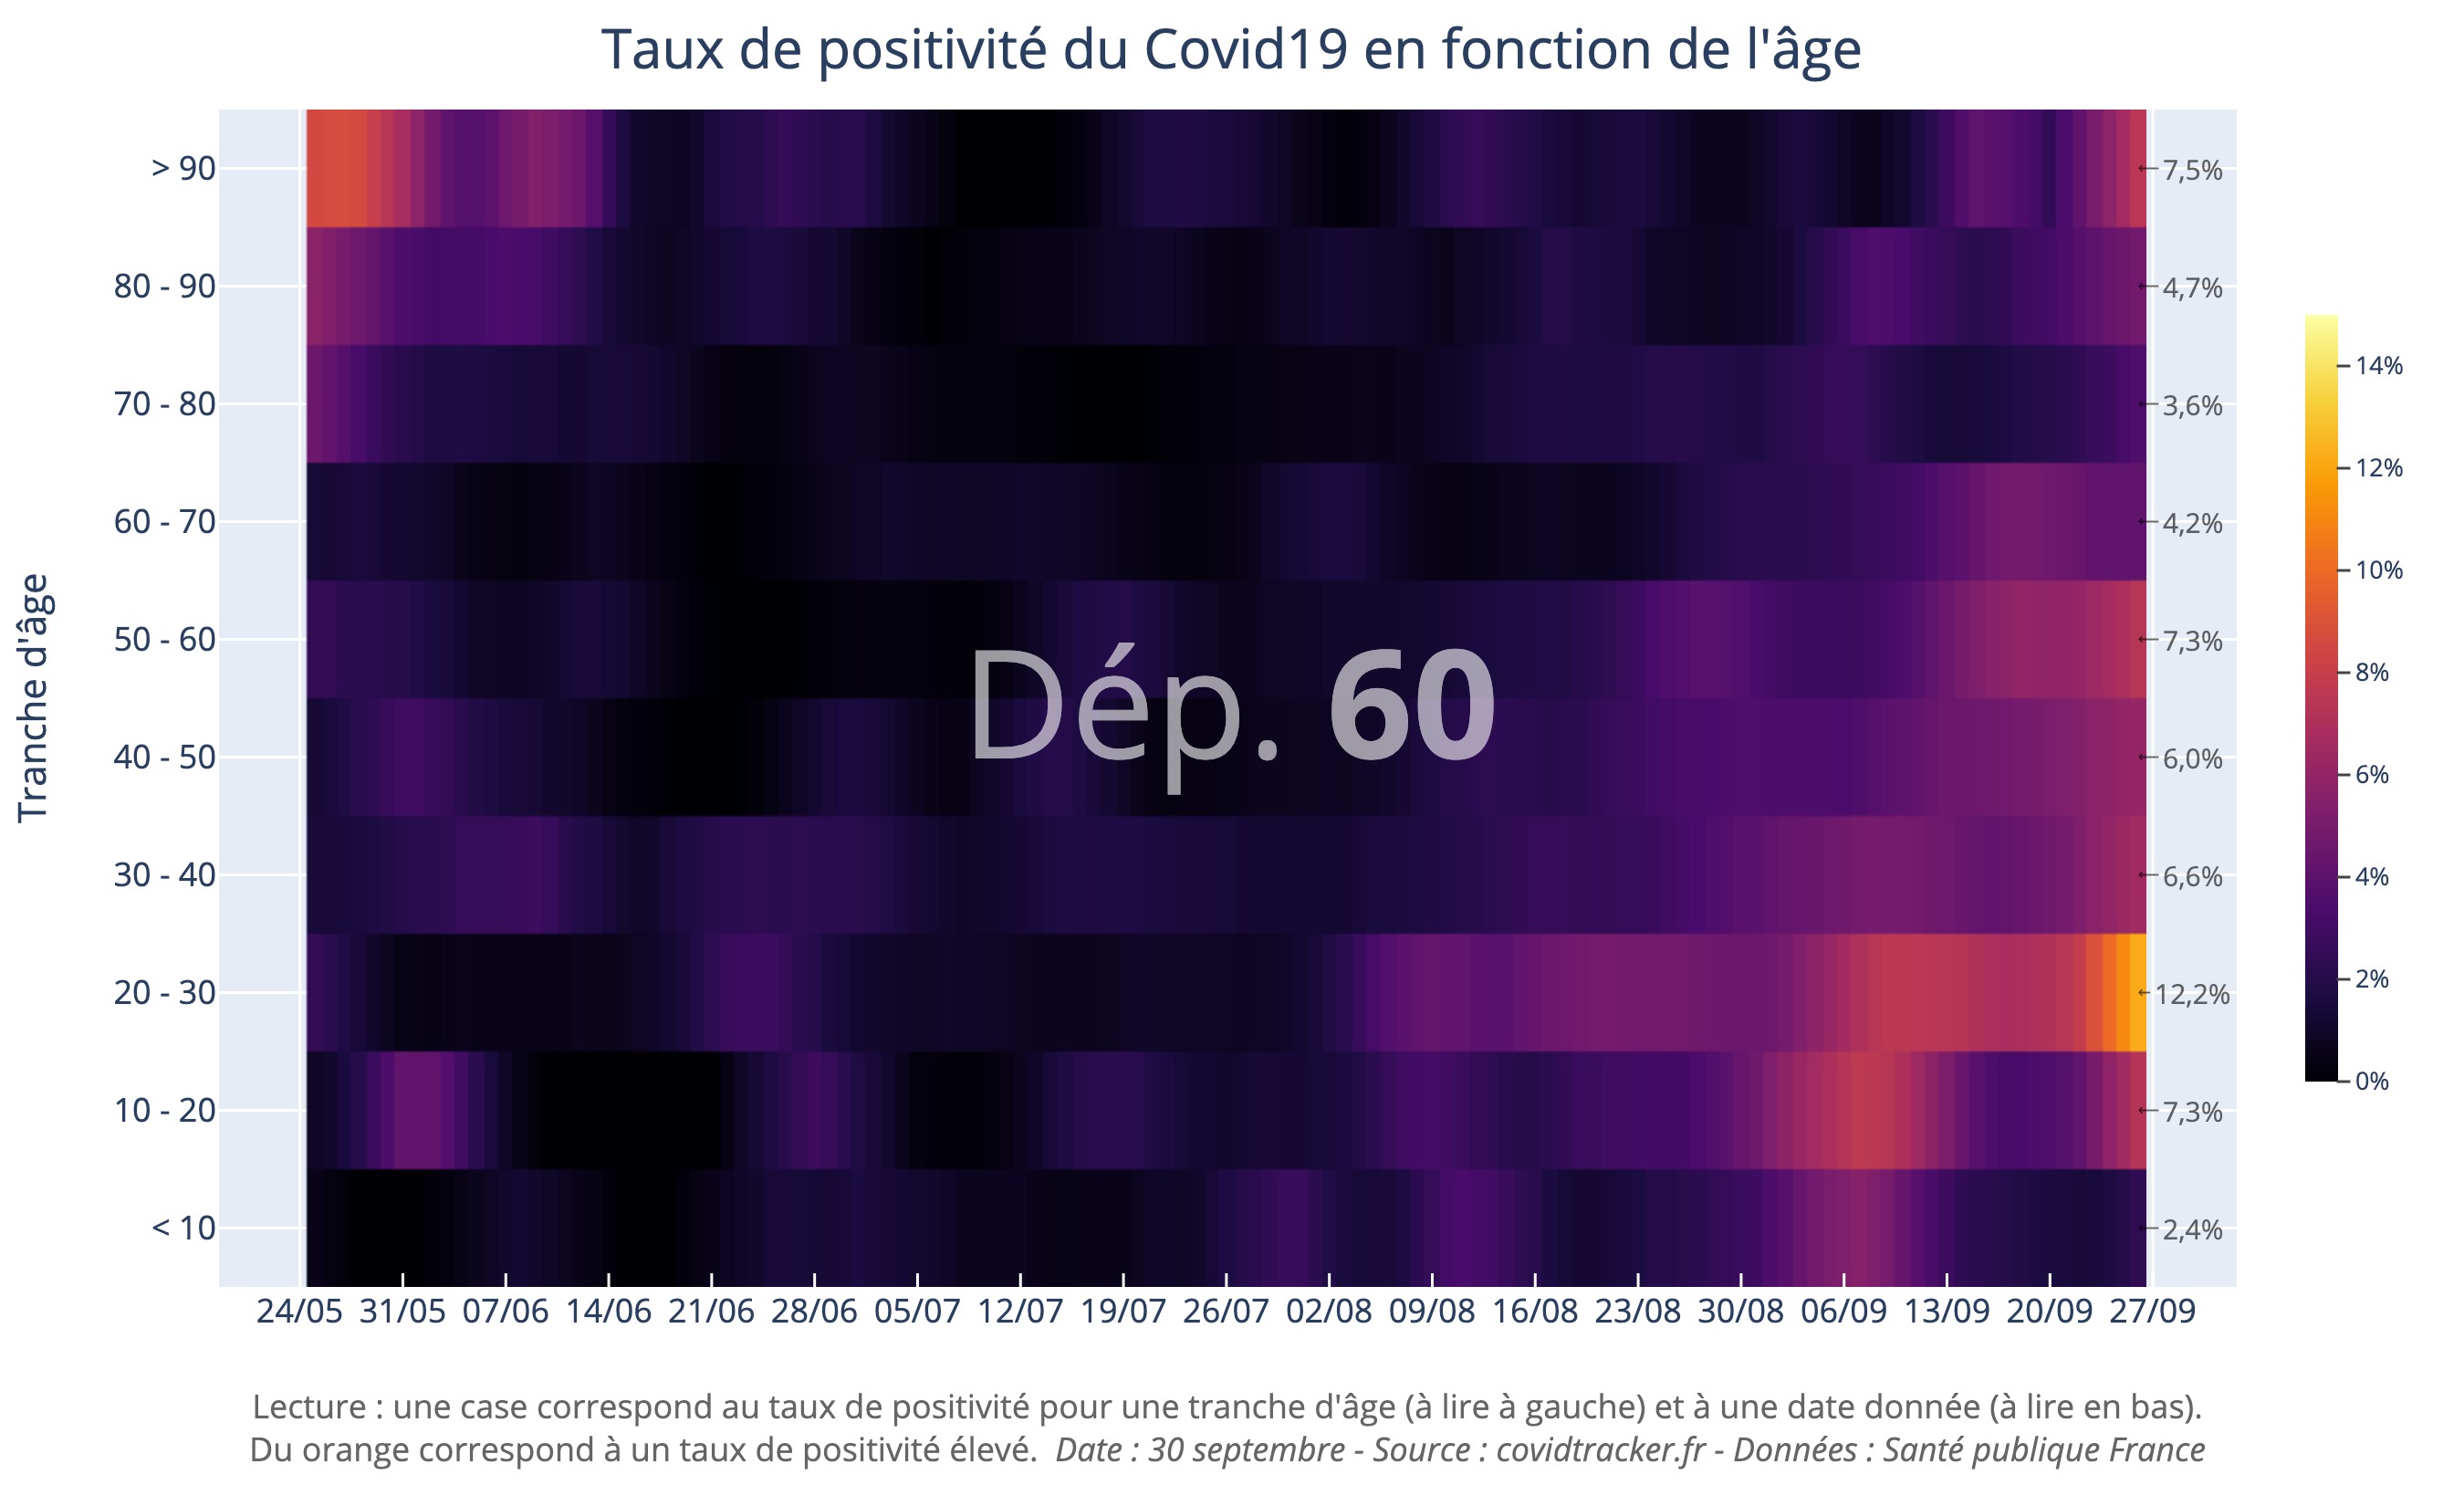 Taux de positivité du Covid19 en fonction de l'âge
Tranche d'âge
> 90
80 - 90
70 - 80
60 - 70
50 - 60
40 - 50
30 - 40
20 - 30
10 - 20
< 10
Dép. 60
7,5%
4,7%
3,6%
4,2%
7,3%
6,0%
6,6%
12,2%
7,3%
2,4%
14%
12%
10%
8%
6%
4%
2%
0%
24/05 31/05 07/06 14/06 21/06 28/06 05/07 12/07 19/07 26/07 02/08 09/08 16/08 23/08 30/08 06/09 13/09 20/09 27/09
Lecture : une case correspond au taux de positivité pour une tranche d'âge (à lire à gauche) et à une date donnée (à lire en bas).
Du orange correspond à un taux de positivité élevé. Date : 30 septembre - Source : covidtracker.fr - Données : Santé publique France